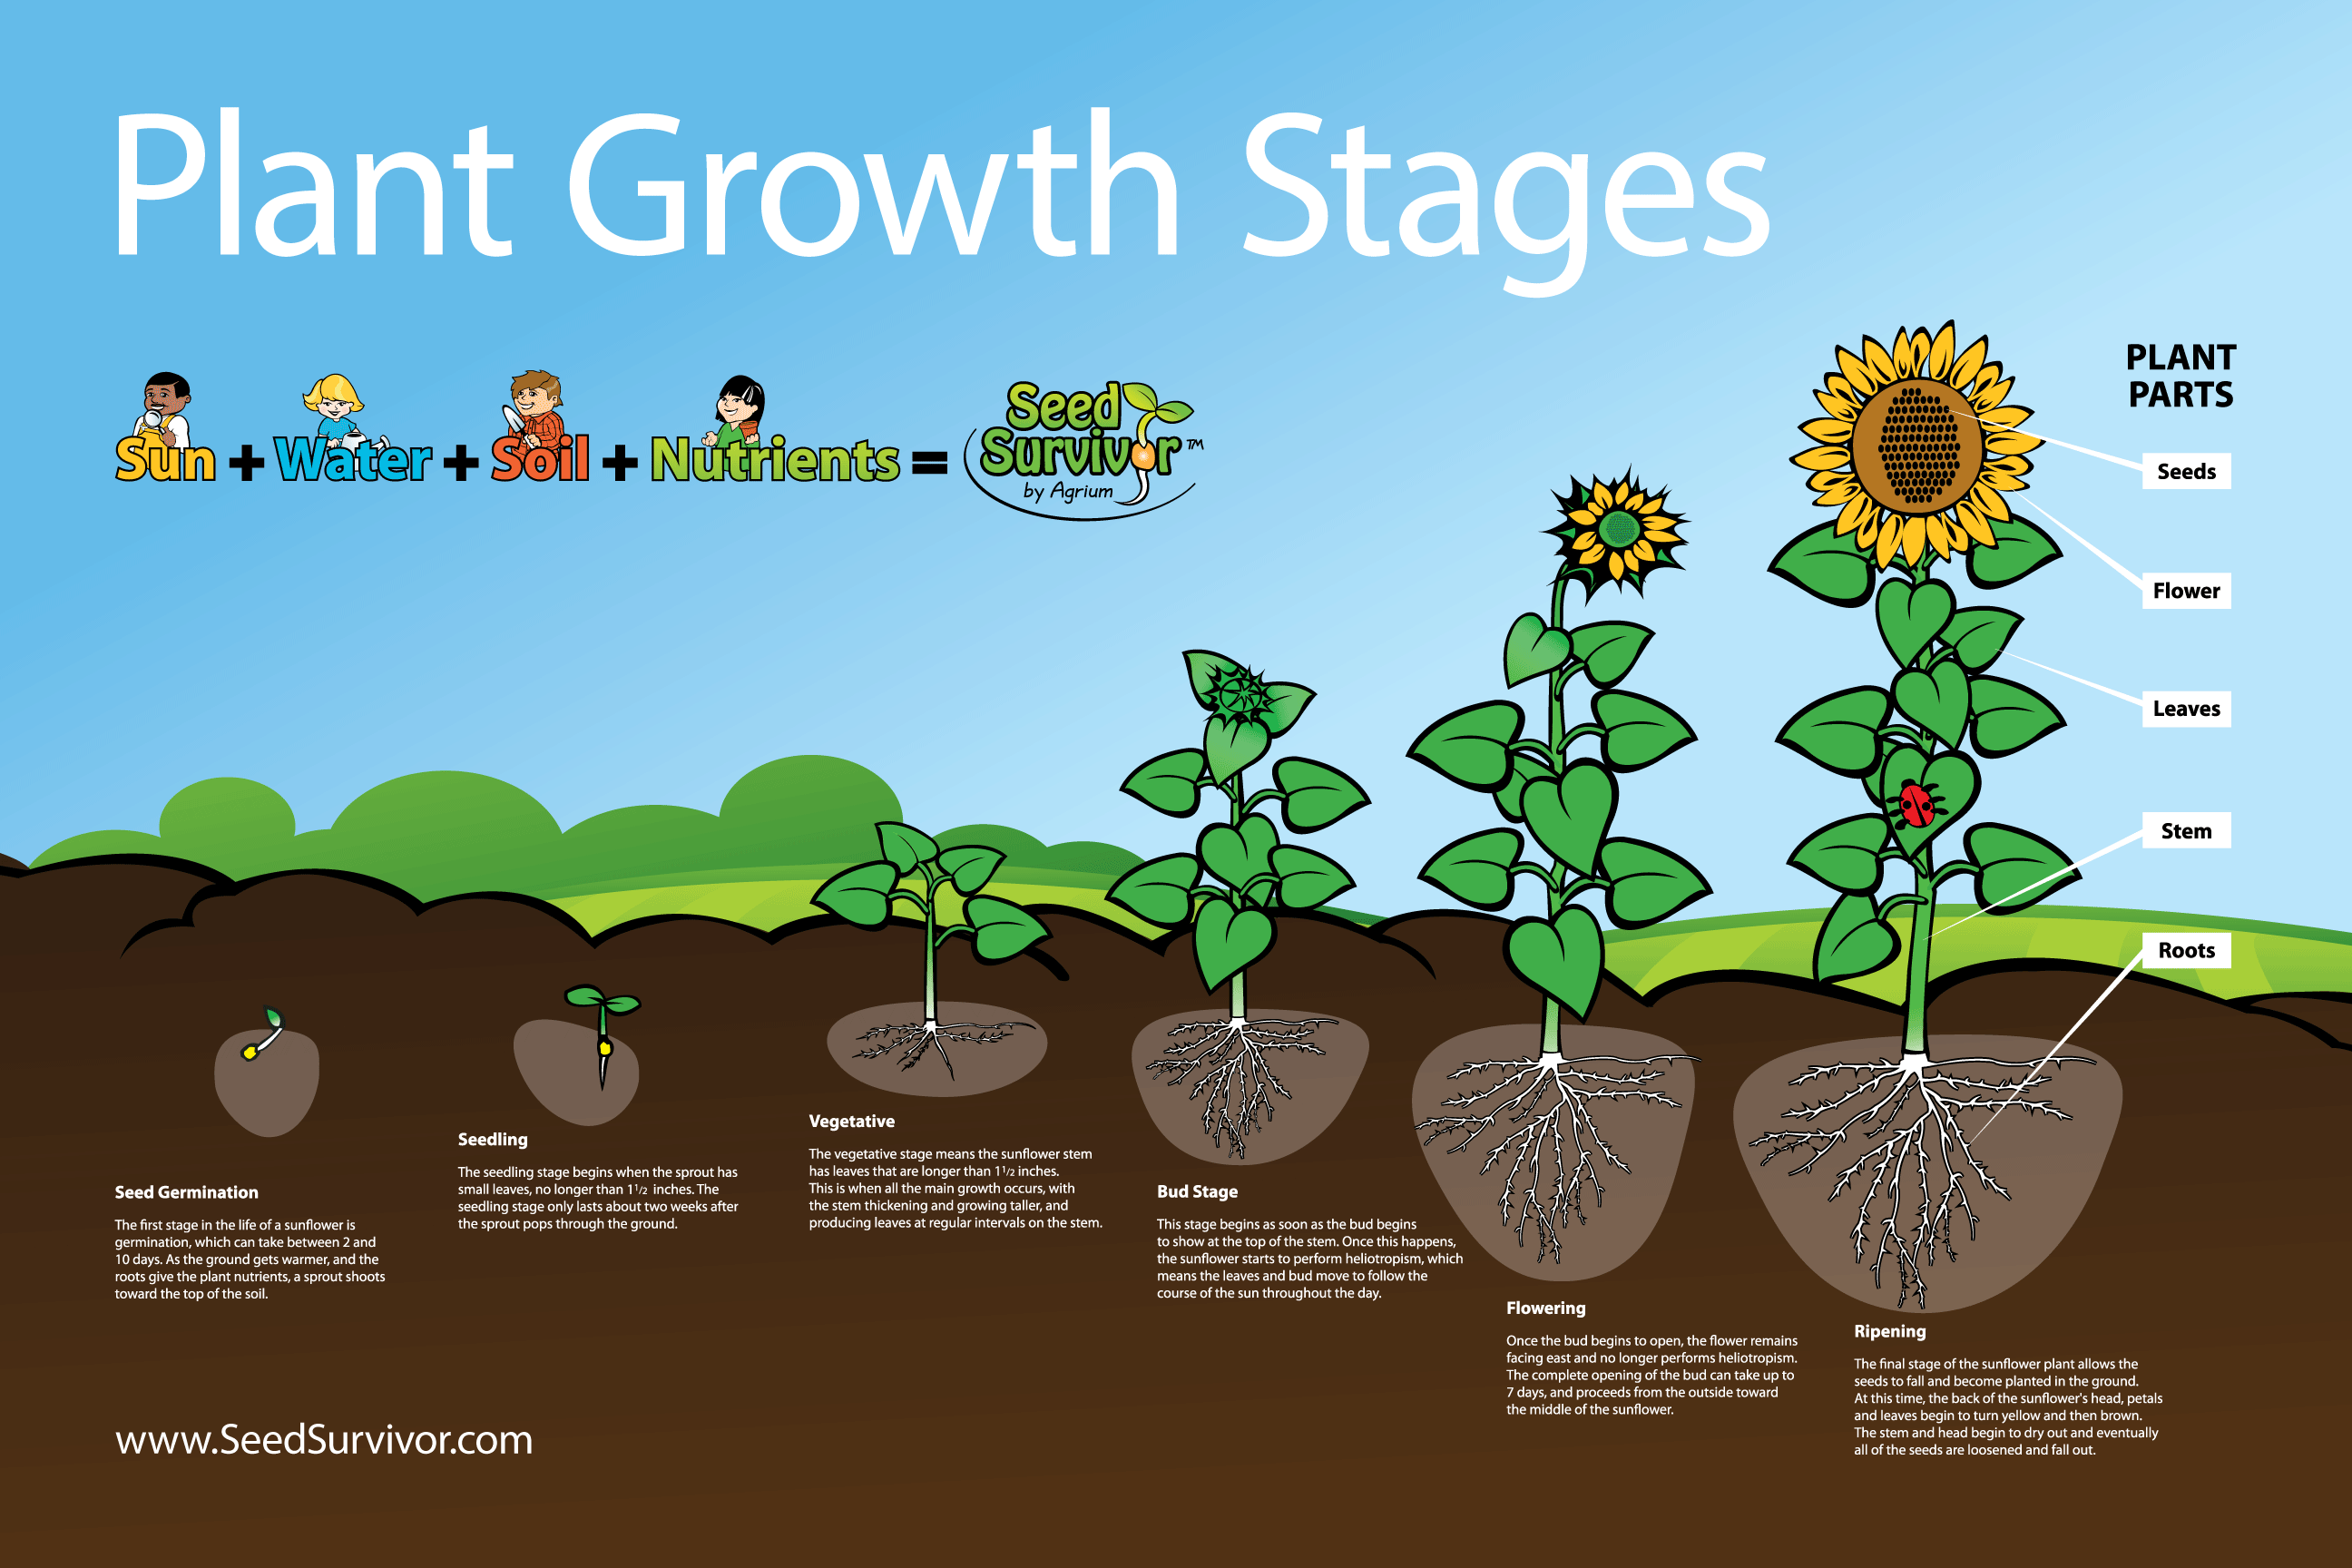 Plant Growth Stages
Sun + Water + Soil + Nutrients = Seed Survivor™
by Agrium
PLANT
PARTS
Seeds
Flower
Leaves
Stem
Roots
Seed Germination
The first stage in the life of a sunflower is
germination, which can take between 2 and
10 days. As the ground gets warmer, and the
roots give the plant nutrients, a sprout shoots
toward the top of the soil.
Seedling
The seedling stage begins when the sprout has
small leaves, no longer than 1 1/2 inches. The
seedling stage only lasts about two weeks after
the sprout pops through the ground.
Vegetative
The vegetative stage means the sunflower stem
has leaves that are longer than 1 1/2 inches.
This is when all the main growth occurs, with
the stem thickening and growing taller, and
producing leaves at regular intervals on the stem.
Bud Stage
This stage begins as soon as the bud begins
to show at the top of the stem. Once this happens,
the sunflower starts to perform heliotropism, which
means the leaves and bud move to follow the
course of the sun throughout the day.
Flowering
Once the bud begins to open, the flower remains
facing east and no longer performs heliotropism.
The complete opening of the bud can take up to
7 days, and proceeds from the outside toward
the middle of the sunflower.
Ripening
The final stage of the sunflower plant allows the
seeds to fall and become planted in the ground.
At this time, the back of the sunflower's head, petals
and leaves begin to turn yellow and then brown.
The stem and head begin to dry out and eventually
all of the seeds are loosened and fall out.
www.SeedSurvivor.com